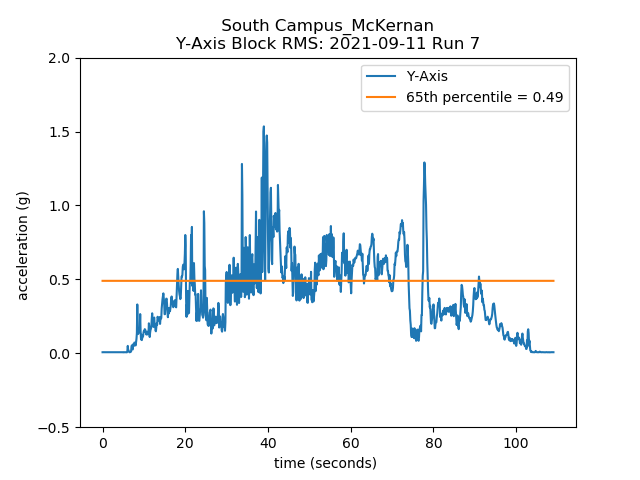 South Campus_McKernan
Y-Axis Block RMS: 2021-09-11 Run 7
Y-Axis
65th percentile = 0.49
acceleration (g)
2.0
1.5
1.0
0.5
0.0
−0.5
0 20 40 60 80 100
time (seconds)